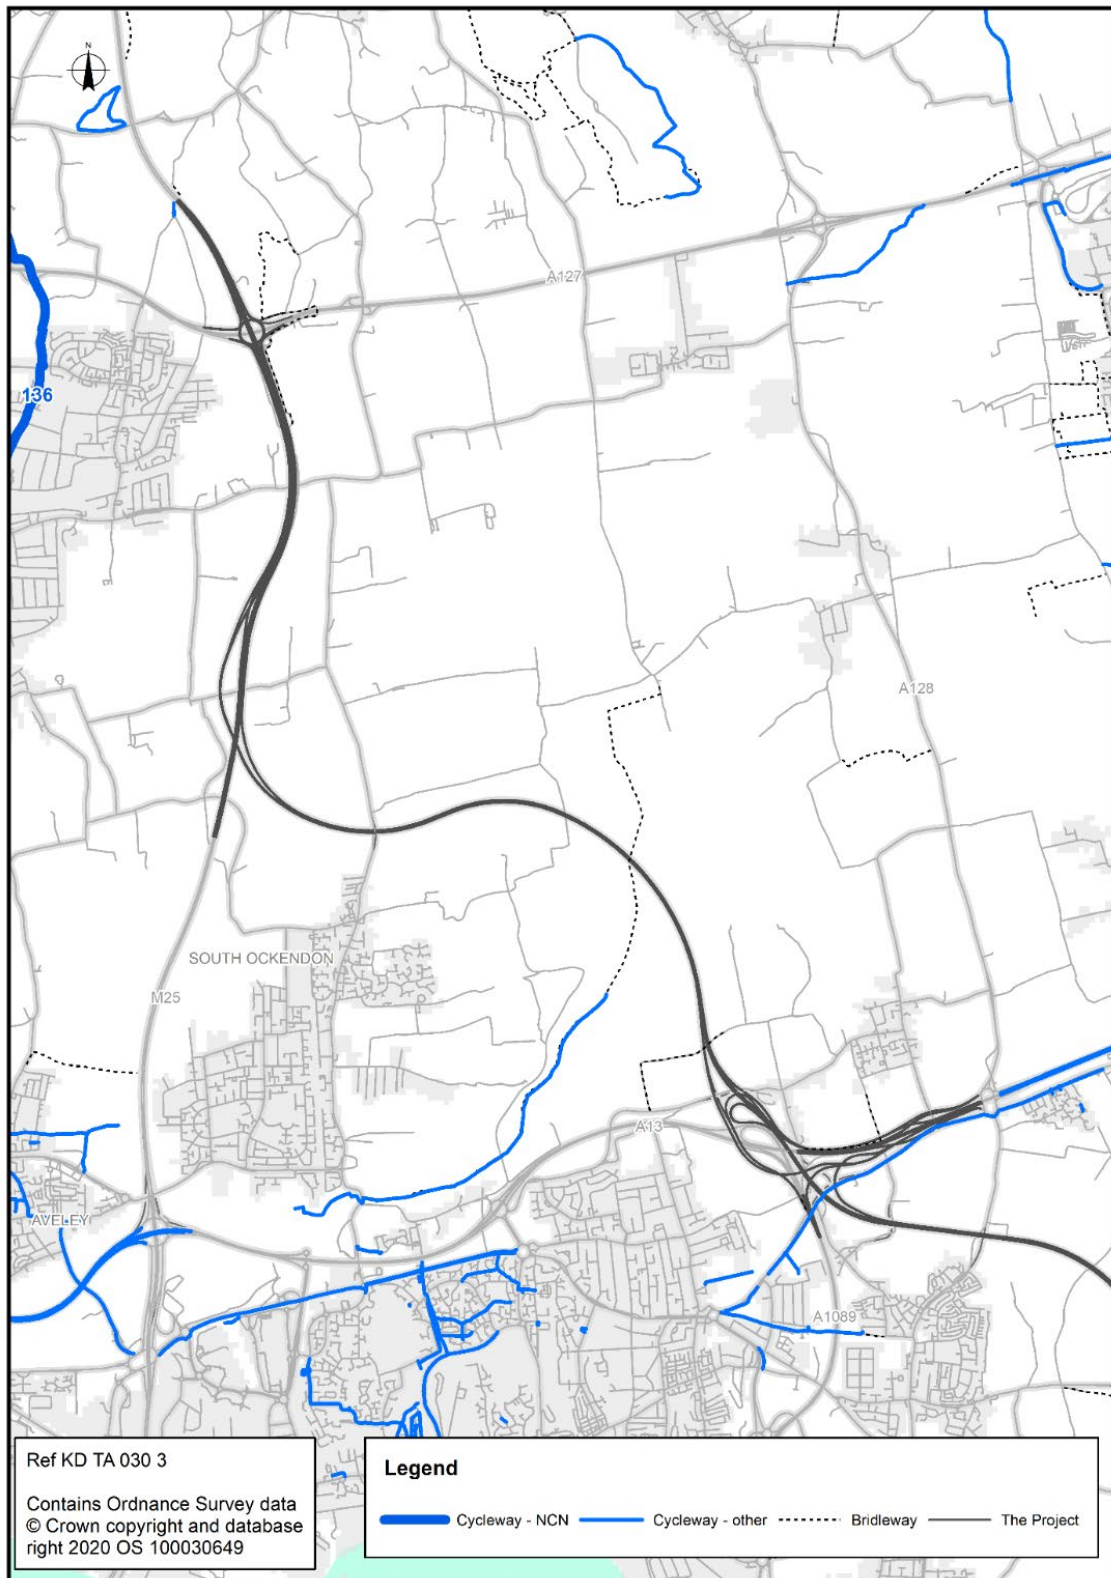 N
A127
136
A128
SOUTH OCKENDON
M25
A13
AVELEY
A1089
Ref KD TA 030 3
Contains Ordnance Survey data
© Crown copyright and database
right 2020 OS 100030649
Legend
Cycleway - NCN
Cycleway - other
Bridleway
The Project